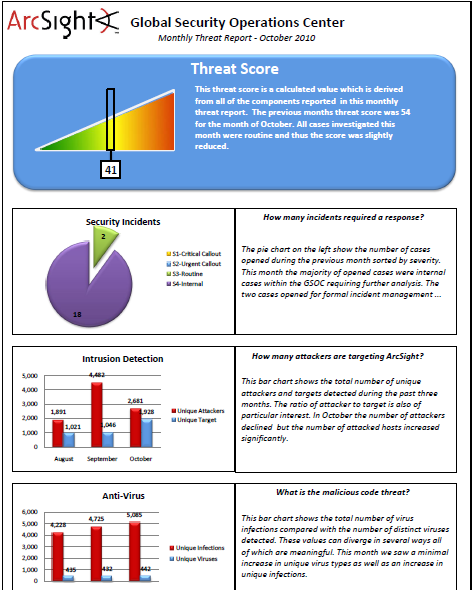 ArcSight
Global Security Operations Center
Monthly Threat Report - October 2010
Threat Score
This threat score is a calculated value which is derived
from all of the components reported in this monthly
threat report. The previous months threat score was 54
for the month of October. All cases investigated this
month were routine and thus the score was slightly
reduced.
41
Security Incidents
2
18
S1-Critical Callout
S2-Urgent Callout
S3-Routine
S4-Internal
How many incidents required a response?
The pie chart on the left show the number of cases
opened during the previous month sorted by severity.
This month the majority of opened cases were internal
cases within the GSOC requiring further analysis. The
two cases opened for formal incident management ...
Intrusion Detection
5,000
4,000
3,000
2,000
1,000
0
1,891
1,021
4,482
1,046
2,681
1,928
August
September
October
Unique Attackers
Unique Target
How many attackers are targeting ArcSight?
This bar chart shows the total number of unique
attackers and targets detected during the past three
months. The ratio of attacker to target is also of
particular interest. In October the number of attackers
declined but the number of attacked hosts increased
significantly.
Anti-Virus
6,000
5,000
4,000
3,000
2,000
1,000
0
4,228
435
4,725
432
5,085
442
Unique Infections
Unique Viruses
What is the malicious code threat?
This bar chart shows the total number of virus
infections compared with the number of distinct viruses
detected. These values can diverge in several ways all
of which are meaningful. This month we saw a minimal
increase in unique virus types as well as an increase in
unique infections.